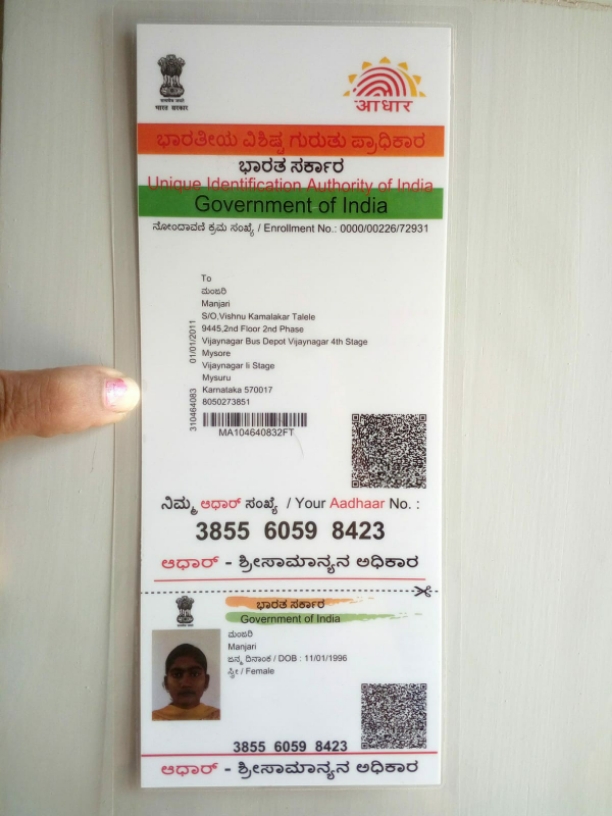 भारत सरकार
आधार
ಭಾರತೀಯ ವಿಶಿಷ್ಟ ಗುರುತು ಪ್ರಾಧಿಕಾರ
ಭಾರತ ಸರ್ಕಾರ
Unique Identification Authority of India
Government of India
ನೋಂದಾವಣಿ ಕ್ರಮ ಸಂಖ್ಯೆ / Enrollment No.: 0000/00226/72931
To
ಮಂಜರಿ
Manjari
S/O,Vishnu Kamalakar Talele
9445,2nd Floor 2nd Phase
Vijaynagar Bus Depot Vijaynagar 4th Stage
Mysore
Vijaynagar Ii Stage
Mysuru
Karnataka 570017
8050273851
310464083 01/01/2011
MA104640832FT
ನಿಮ್ಮ ಆಧಾರ್ ಸಂಖ್ಯೆ / Your Aadhaar No. :
3855 6059 8423
ಆಧಾರ್ - ಶ್ರೀಸಾಮಾನ್ಯನ ಅಧಿಕಾರ
ಭಾರತ ಸರ್ಕಾರ
Government of India
ಮಂಜರಿ
Manjari
ಜನ್ಮ ದಿನಾಂಕ / DOB : 11/01/1996
ಸ್ತ್ರೀ / Female
3855 6059 8423
ಆಧಾರ್ - ಶ್ರೀಸಾಮಾನ್ಯನ ಅಧಿಕಾರ